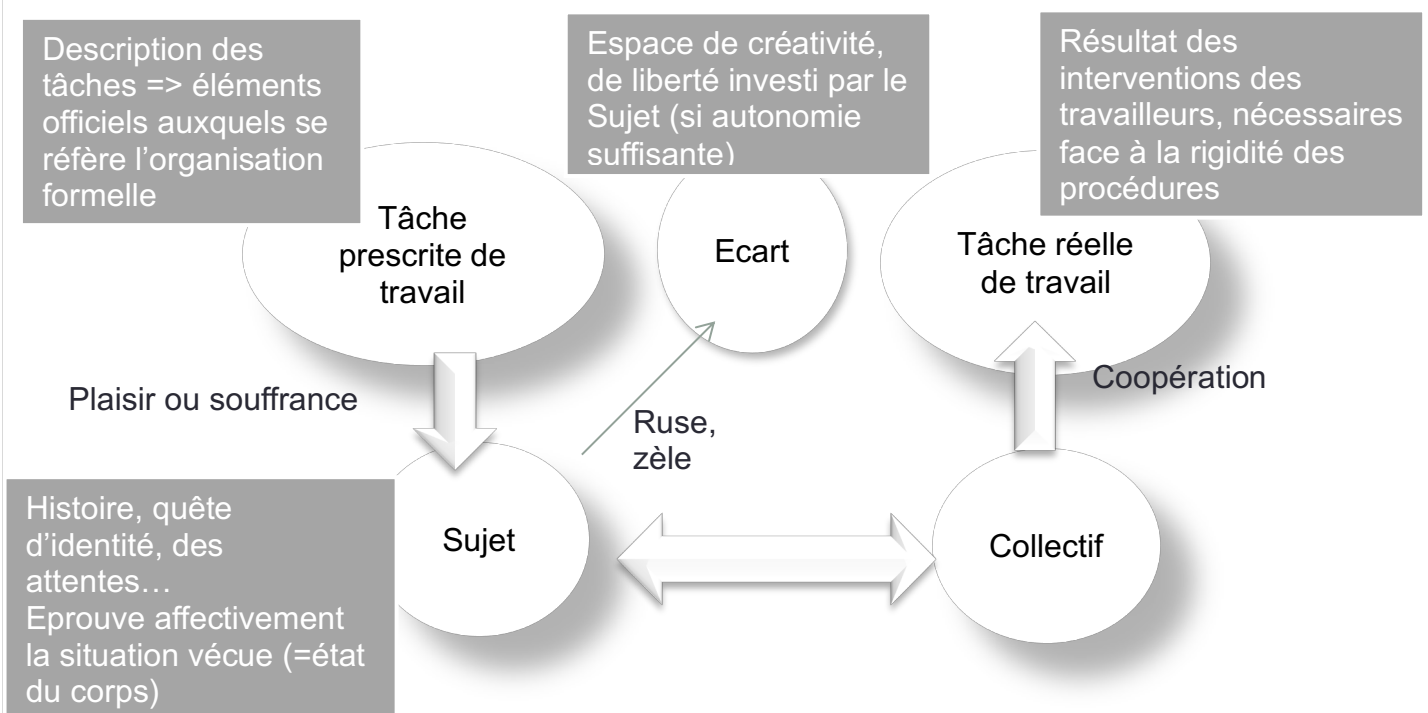 Description des
tâches => éléments
officiels auxquels se
réfère l’organisation
formelle
Espace de créativité,
de liberté investi par le
Sujet (si autonomie
suffisante)
Résultat des
interventions des
travailleurs, nécessaires
face à la rigidité des
procédures
Tâche
prescrite de
travail
Ecart
Tâche réelle
de travail
Plaisir ou souffrance
Ruse,
zèle
Coopération
Histoire, quête
d’identité, des
attentes…
Eprouve affectivement
la situation vécue (=état
du corps)
Sujet
Collectif